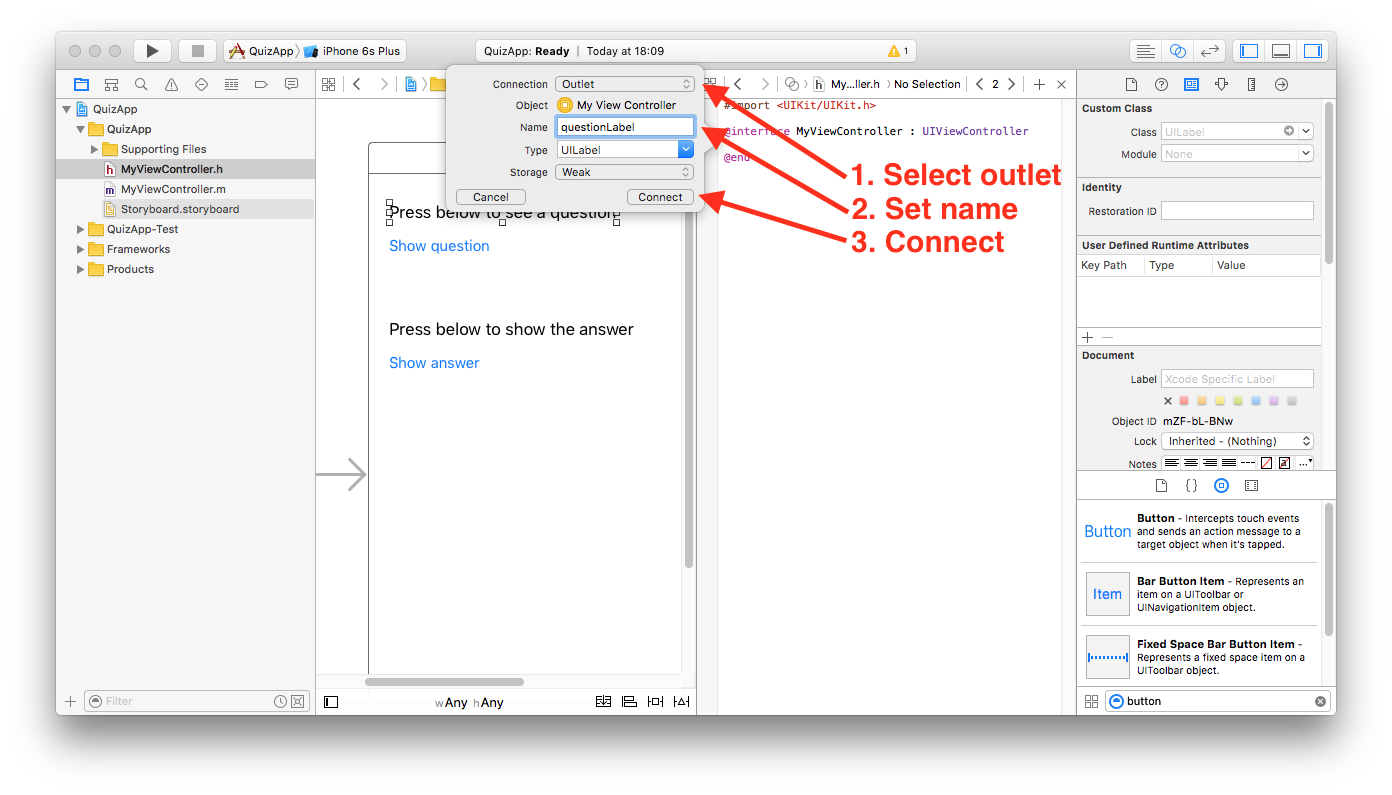 QuizApp
iPhone 6s Plus
QuizApp: Ready | Today at 18:09
1
My...ller.h
No Selection
2
QuizApp
QuizApp
Supporting Files
MyViewController.h
MyViewController.m
Storyboard.storyboard
QuizApp-Test
Frameworks
Products
Filter
Connection Outlet
Object My View Controller
Name questionLabel
Type UILabel
Storage Weak
Cancel Connect
Press below to see a question
Show question
Press below to show the answer
Show answer
wAny hAny
#import <UIKit/UIKit.h>
@interface MyViewController : UIViewController
@end
1. Select outlet
2. Set name
3. Connect
Custom Class
Class UILabel
Module None
Identity
Restoration ID
User Defined Runtime Attributes
Key Path Type Value
Document
Label Xcode Specific Label
Object ID mZF-bL-BNw
Lock Inherited - (Nothing)
Notes
Button
Button - Intercepts touch events
and sends an action message to a
target object when it's tapped.
Item
Bar Button Item - Represents an
item on a UIToolbar or
UINavigationItem object.
Fixed Space Bar Button Item -
Represents a fixed space item on a
UIToolbar object.
button